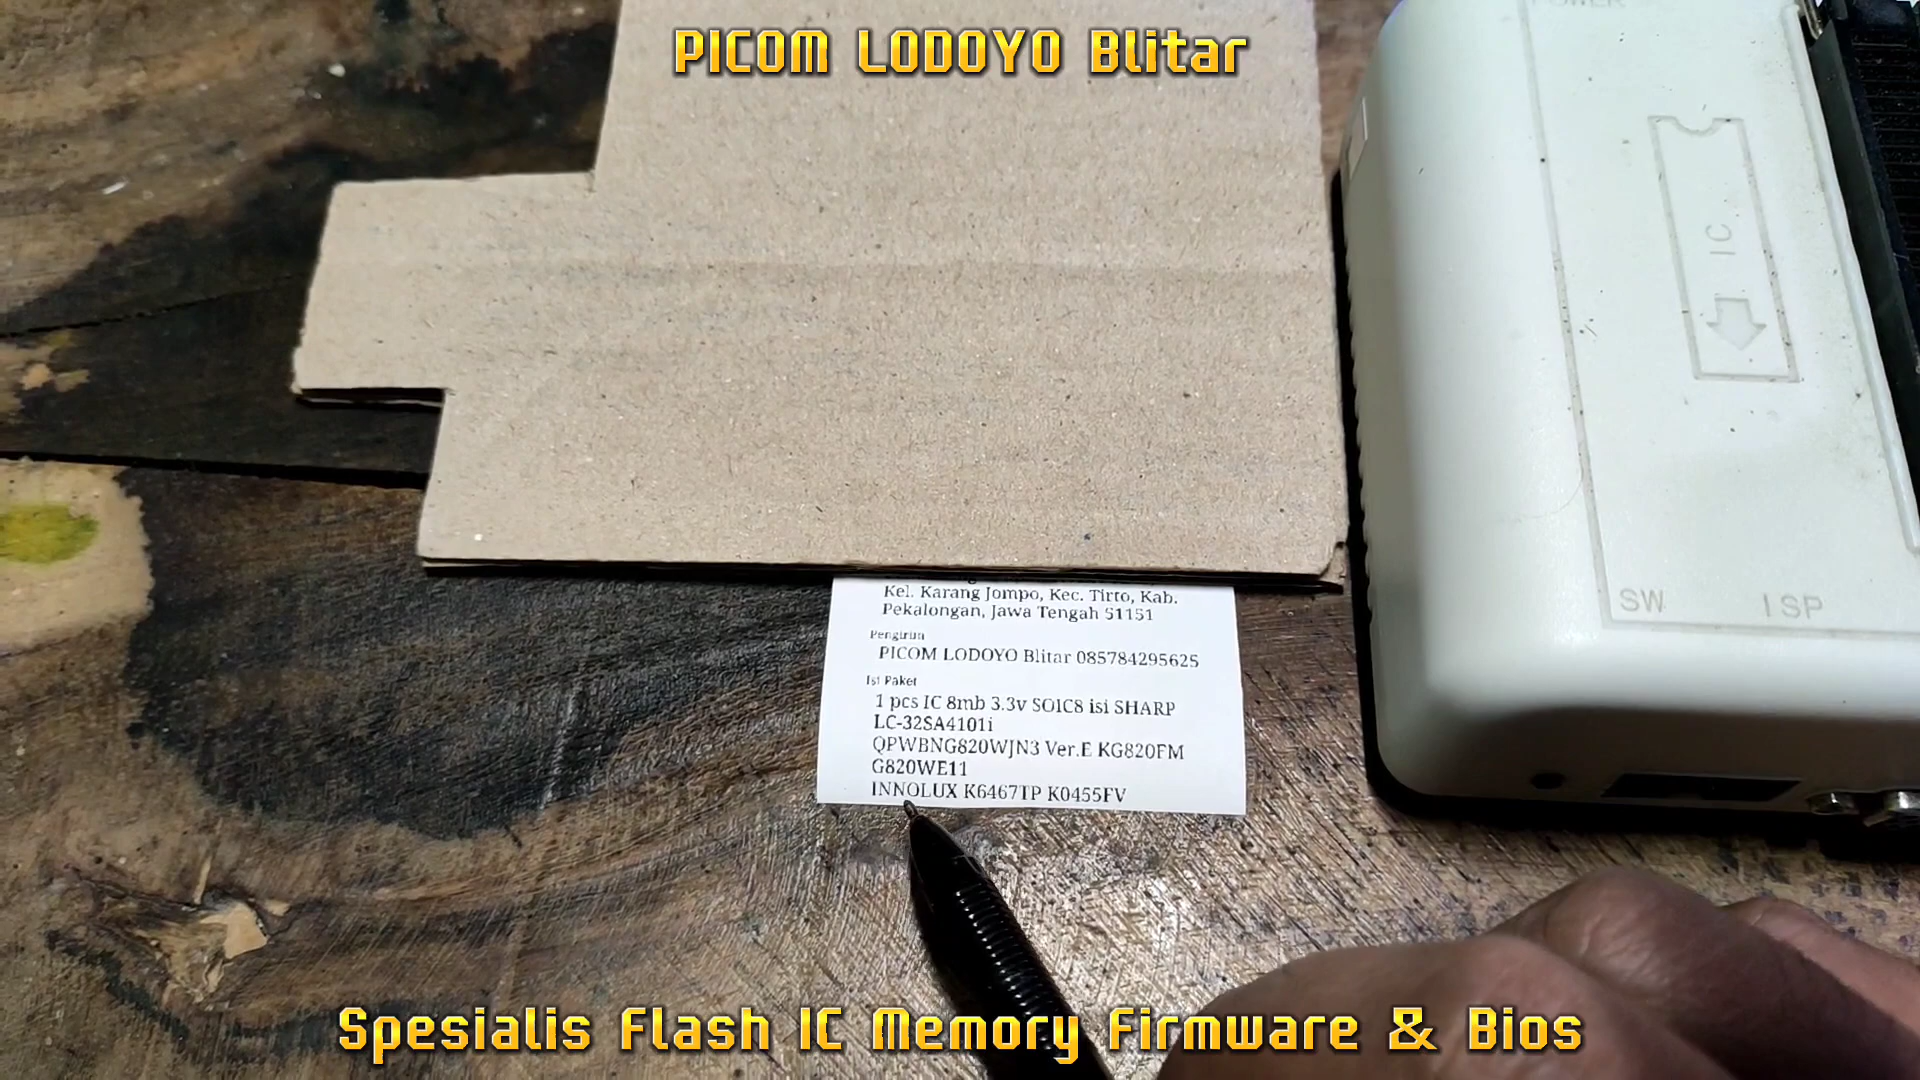 PICOM LODOYO Blitar
IC
SW
ISP
Kel. Karang Jompo, Kec. Tirto, Kab.
Pekalongan, Jawa Tengah 51151
Pengirim
PICOM LODOYO Blitar 085784295625
Isi Paket
1 pcs IC 8mb 3.3v SOIC8 isi SHARP
LC-32SA4101i
QPWBNG820WJN3 Ver.E KG820FM
G820WE11
INNOLUX K6467TP K0455FV
Spesialis Flash IC Memory Firmware & Bios